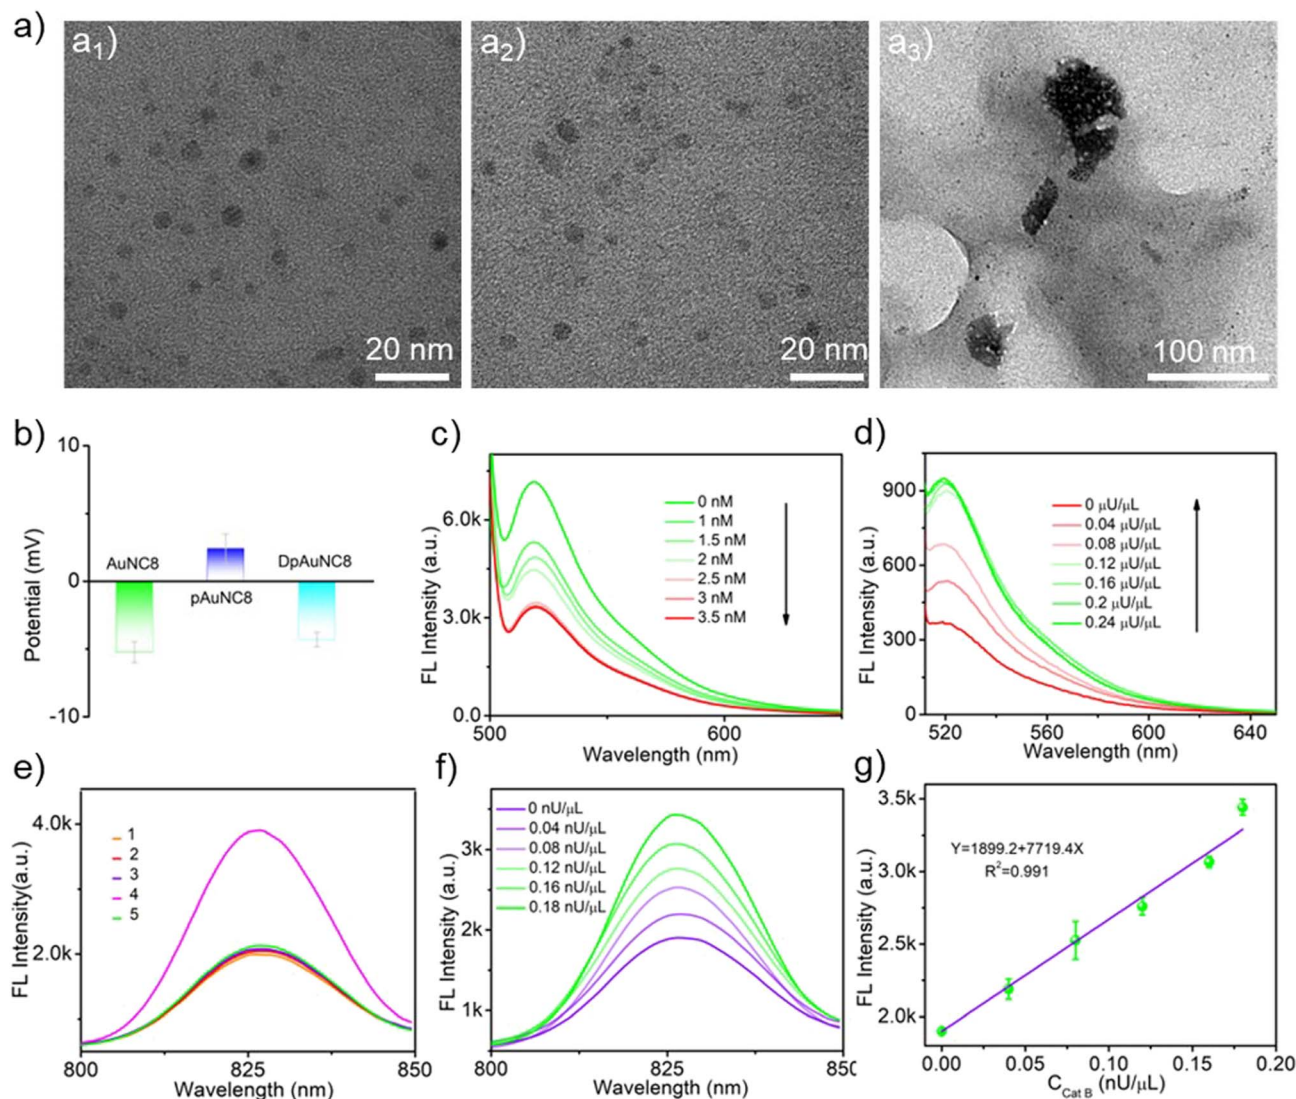 a)
a1)
20 nm
a2)
20 nm
a3)
100 nm
b)
10
0
-10
Potential (mV)
AuNC8
pAuNC8
DpAuNC8
c)
6.0k
3.0k
0.0
500
600
FL Intensity (a.u.)
Wavelength (nm)
0 nM
1 nM
1.5 nM
2 nM
2.5 nM
3 nM
3.5 nM
d)
900
600
300
0
520
560
600
640
FL Intensity (a.u.)
Wavelength (nm)
0 μU/μL
0.04 μU/μL
0.08 μU/μL
0.12 μU/μL
0.16 μU/μL
0.2 μU/μL
0.24 μU/μL
e)
4.0k
2.0k
800
825
850
FL Intensity(a.u.)
Wavelength (nm)
1
2
3
4
5
f)
3k
2k
1k
800
825
850
FL Intensity (a.u.)
Wavelength (nm)
0 nU/μL
0.04 nU/μL
0.08 nU/μL
0.12 nU/μL
0.16 nU/μL
0.18 nU/μL
g)
3.5k
3.0k
2.5k
2.0k
0.00
0.05
0.10
0.15
0.20
FL Intensity (a.u.)
C Cat B (nU/μL)
Y=1899.2+7719.4X
R²=0.991